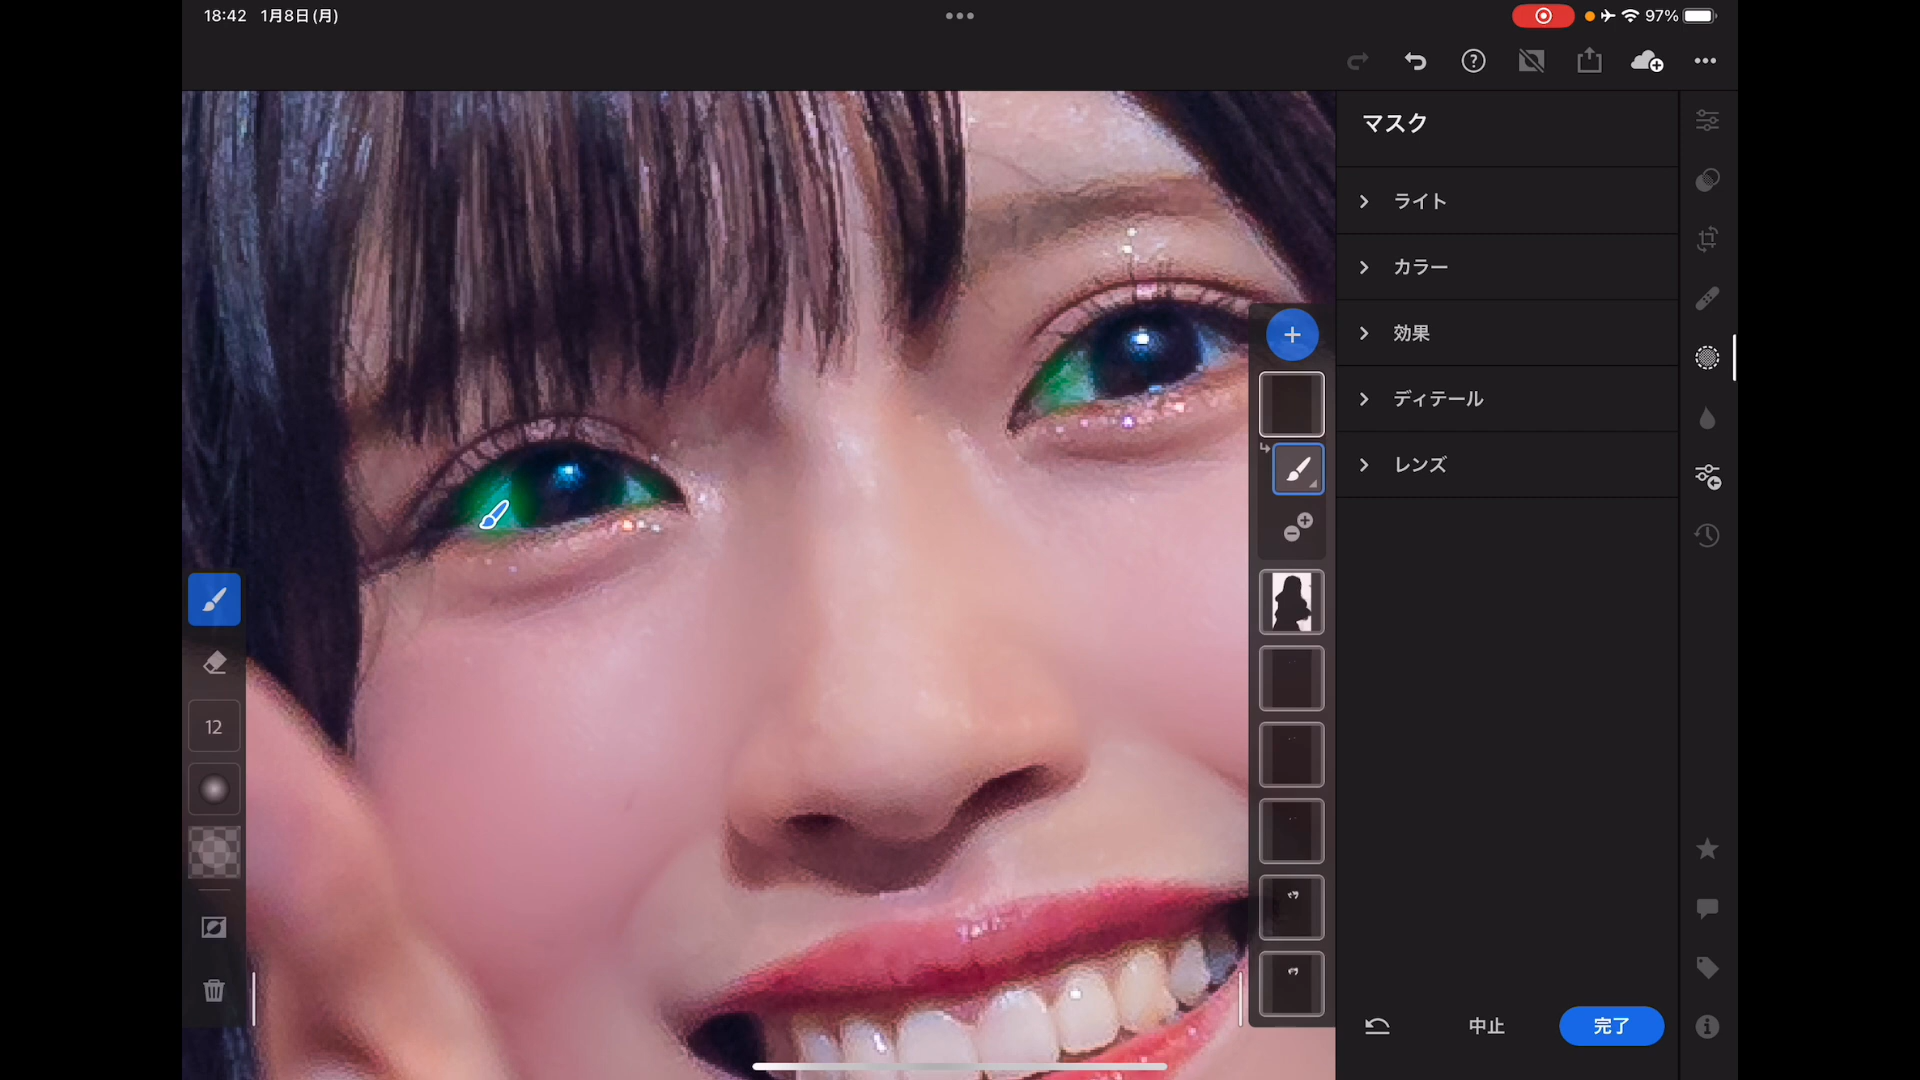 18:42 1月8日(月)
97%
マスク
ライト
カラー
効果
ディテール
レンズ
12
中止
完了